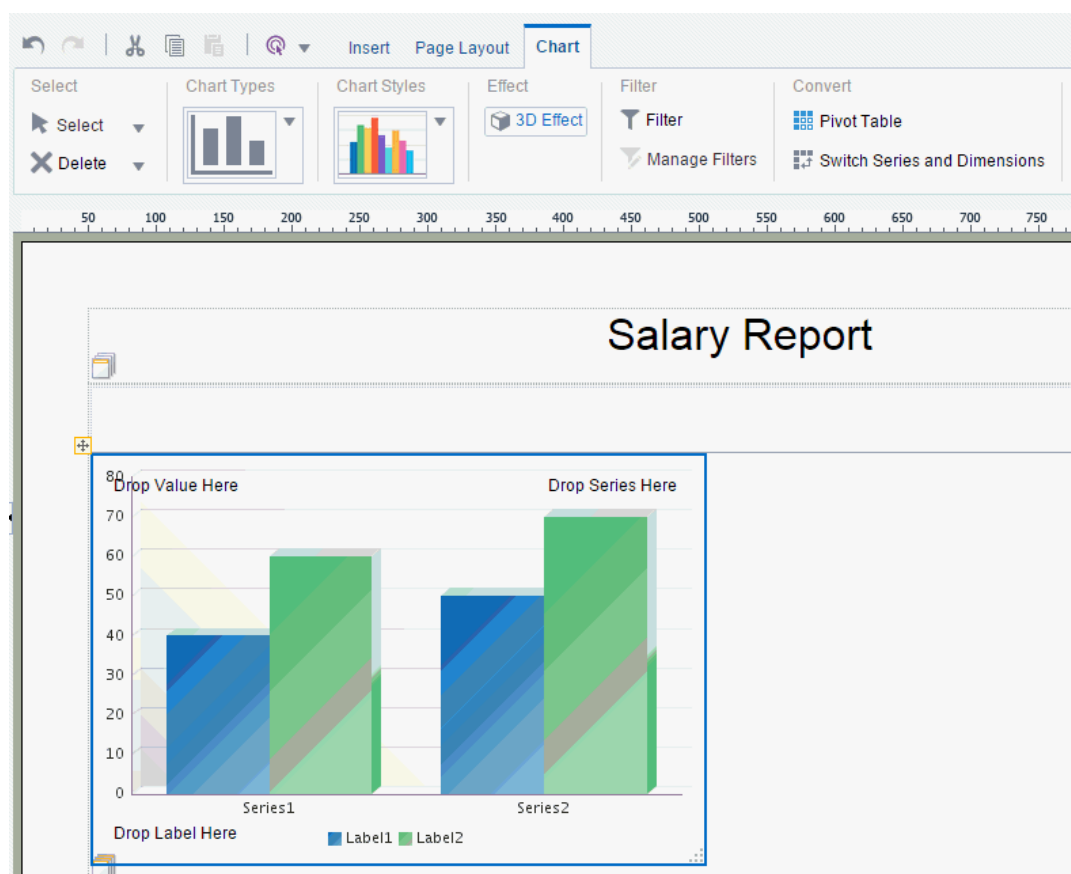 Insert Page Layout Chart
Select Chart Types Chart Styles Effect Filter Convert
Select 3D Effect Filter Pivot Table
Delete Manage Filters Switch Series and Dimensions
50 100 150 200 250 300 350 400 450 500 550 600 650 700 750
Salary Report
80
Drop Value Here Drop Series Here
70
60
50
40
30
20
10
0
Series1 Series2
Drop Label Here Label1 Label2